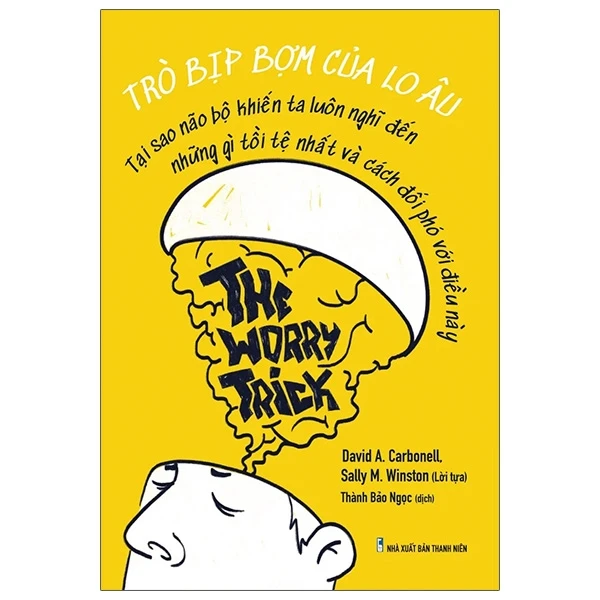 TRÒ BỊP BỢM CỦA LO ÂU
Tại sao não bộ khiến ta luôn nghĩ đến
những gì tồi tệ nhất và cách đối phó với điều này
THE
WORRY
TRICK
David A. Carbonell,
Sally M. Winston (Lời tựa)
Thành Bảo Ngọc (dịch)
NHÀ XUẤT BẢN THANH NIÊN